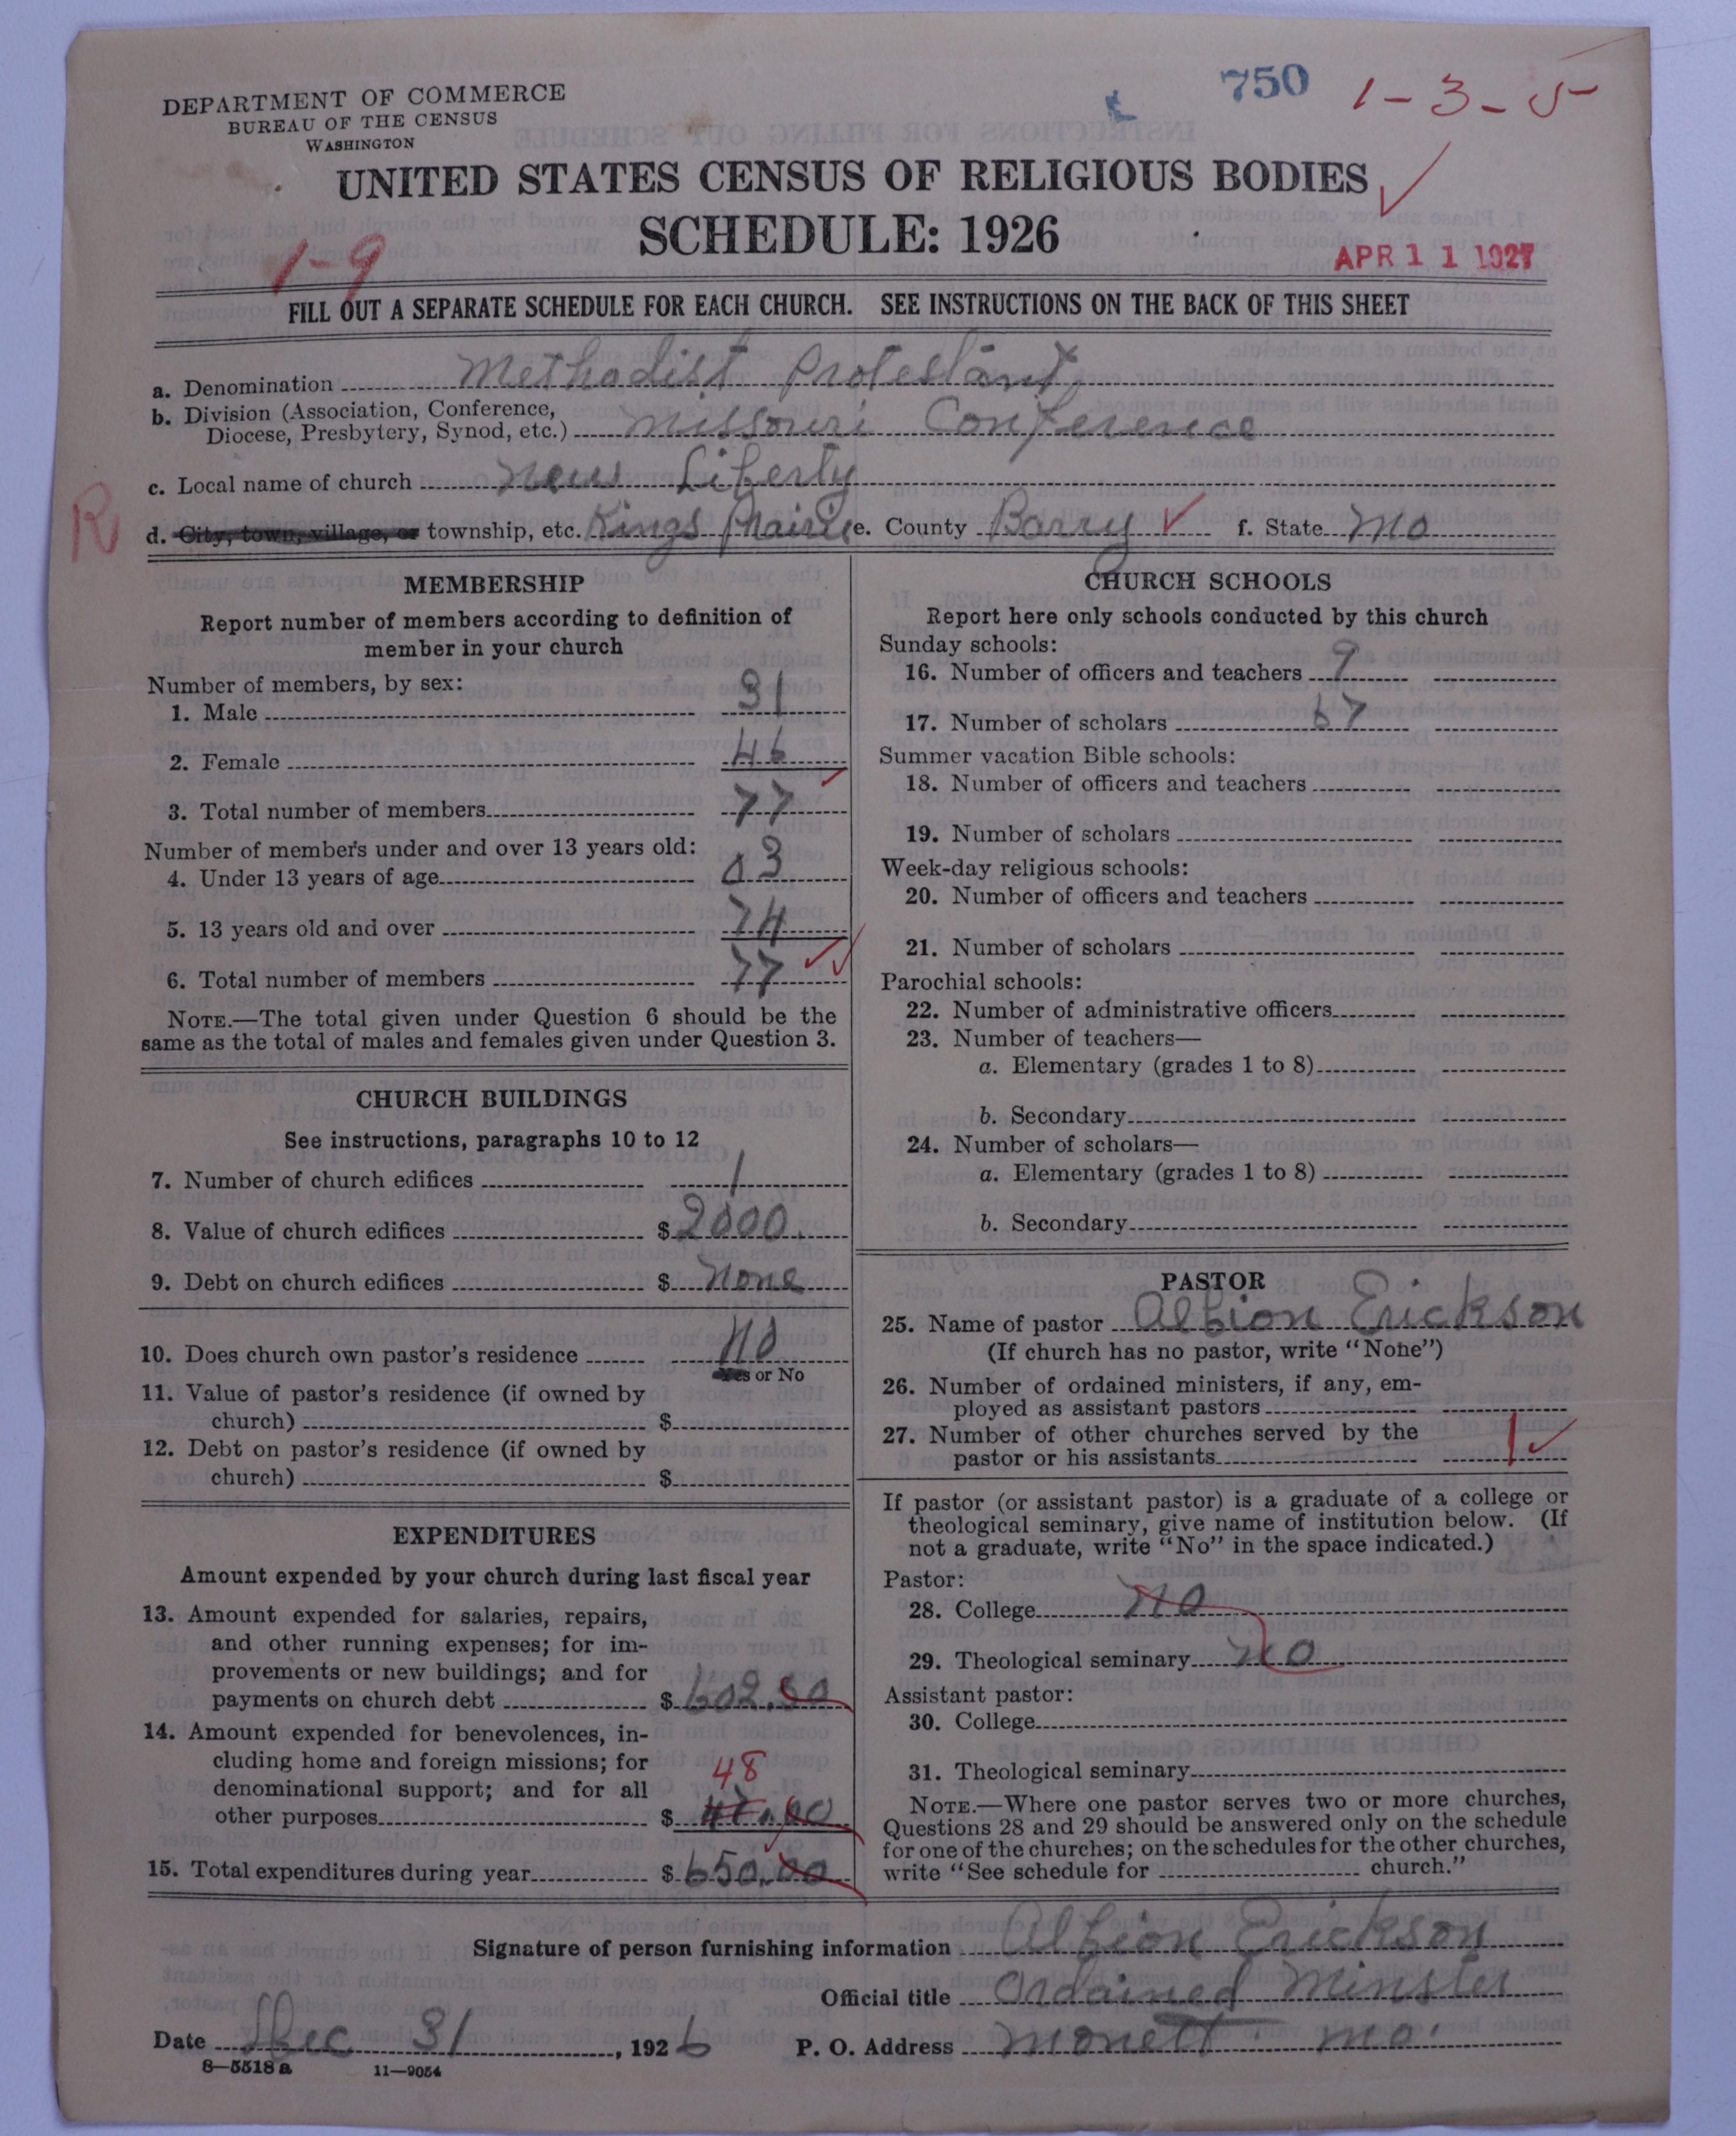 750 1-3-5
DEPARTMENT OF COMMERCE
BUREAU OF THE CENSUS
WASHINGTON
UNITED STATES CENSUS OF RELIGIOUS BODIES
SCHEDULE: 1926
1-9
APR 11 1927
FILL OUT A SEPARATE SCHEDULE FOR EACH CHURCH. SEE INSTRUCTIONS ON THE BACK OF THIS SHEET
a. Denomination Methodist Protestant
b. Division (Association, Conference,
Diocese, Presbytery, Synod, etc.) Missouri Conference
c. Local name of church New Liberty
R
d. City, town, village, or township, etc. Kings Prairie e. County Barry f. State Mo
MEMBERSHIP
Report number of members according to definition of
member in your church
Number of members, by sex:
1. Male 31
2. Female 46
3. Total number of members 77
Number of members under and over 13 years old:
4. Under 13 years of age 03
5. 13 years old and over 74
6. Total number of members 77
NOTE.—The total given under Question 6 should be the
same as the total of males and females given under Question 3.
CHURCH BUILDINGS
See instructions, paragraphs 10 to 12
7. Number of church edifices 1
8. Value of church edifices $ 2000.
9. Debt on church edifices $ None
10. Does church own pastor's residence No
Yes or No
11. Value of pastor's residence (if owned by
church) $
12. Debt on pastor's residence (if owned by
church) $
EXPENDITURES
Amount expended by your church during last fiscal year
13. Amount expended for salaries, repairs,
and other running expenses; for im-
provements or new buildings; and for
payments on church debt $ 602.50
14. Amount expended for benevolences, in-
cluding home and foreign missions; for
denominational support; and for all
48
other purposes $ 47.
15. Total expenditures during year $ 650.00
CHURCH SCHOOLS
Report here only schools conducted by this church
Sunday schools:
16. Number of officers and teachers 9
17. Number of scholars 67
Summer vacation Bible schools:
18. Number of officers and teachers
19. Number of scholars
Week-day religious schools:
20. Number of officers and teachers
21. Number of scholars
Parochial schools:
22. Number of administrative officers
23. Number of teachers—
a. Elementary (grades 1 to 8)
b. Secondary
24. Number of scholars—
a. Elementary (grades 1 to 8)
b. Secondary
PASTOR
25. Name of pastor Albion Erickson
(If church has no pastor, write "None")
26. Number of ordained ministers, if any, em-
ployed as assistant pastors
27. Number of other churches served by the
pastor or his assistants 1
If pastor (or assistant pastor) is a graduate of a college or
theological seminary, give name of institution below. (If
not a graduate, write "No" in the space indicated.)
Pastor:
28. College No
29. Theological seminary No
Assistant pastor:
30. College
31. Theological seminary
NOTE.—Where one pastor serves two or more churches,
Questions 28 and 29 should be answered only on the schedule
for one of the churches; on the schedules for the other churches,
write "See schedule for church."
Signature of person furnishing information Albion Erickson
Official title Ordained Minster
Date Dec 31, 1926 P. O. Address Monett Mo.
8—5518 a 11—9054